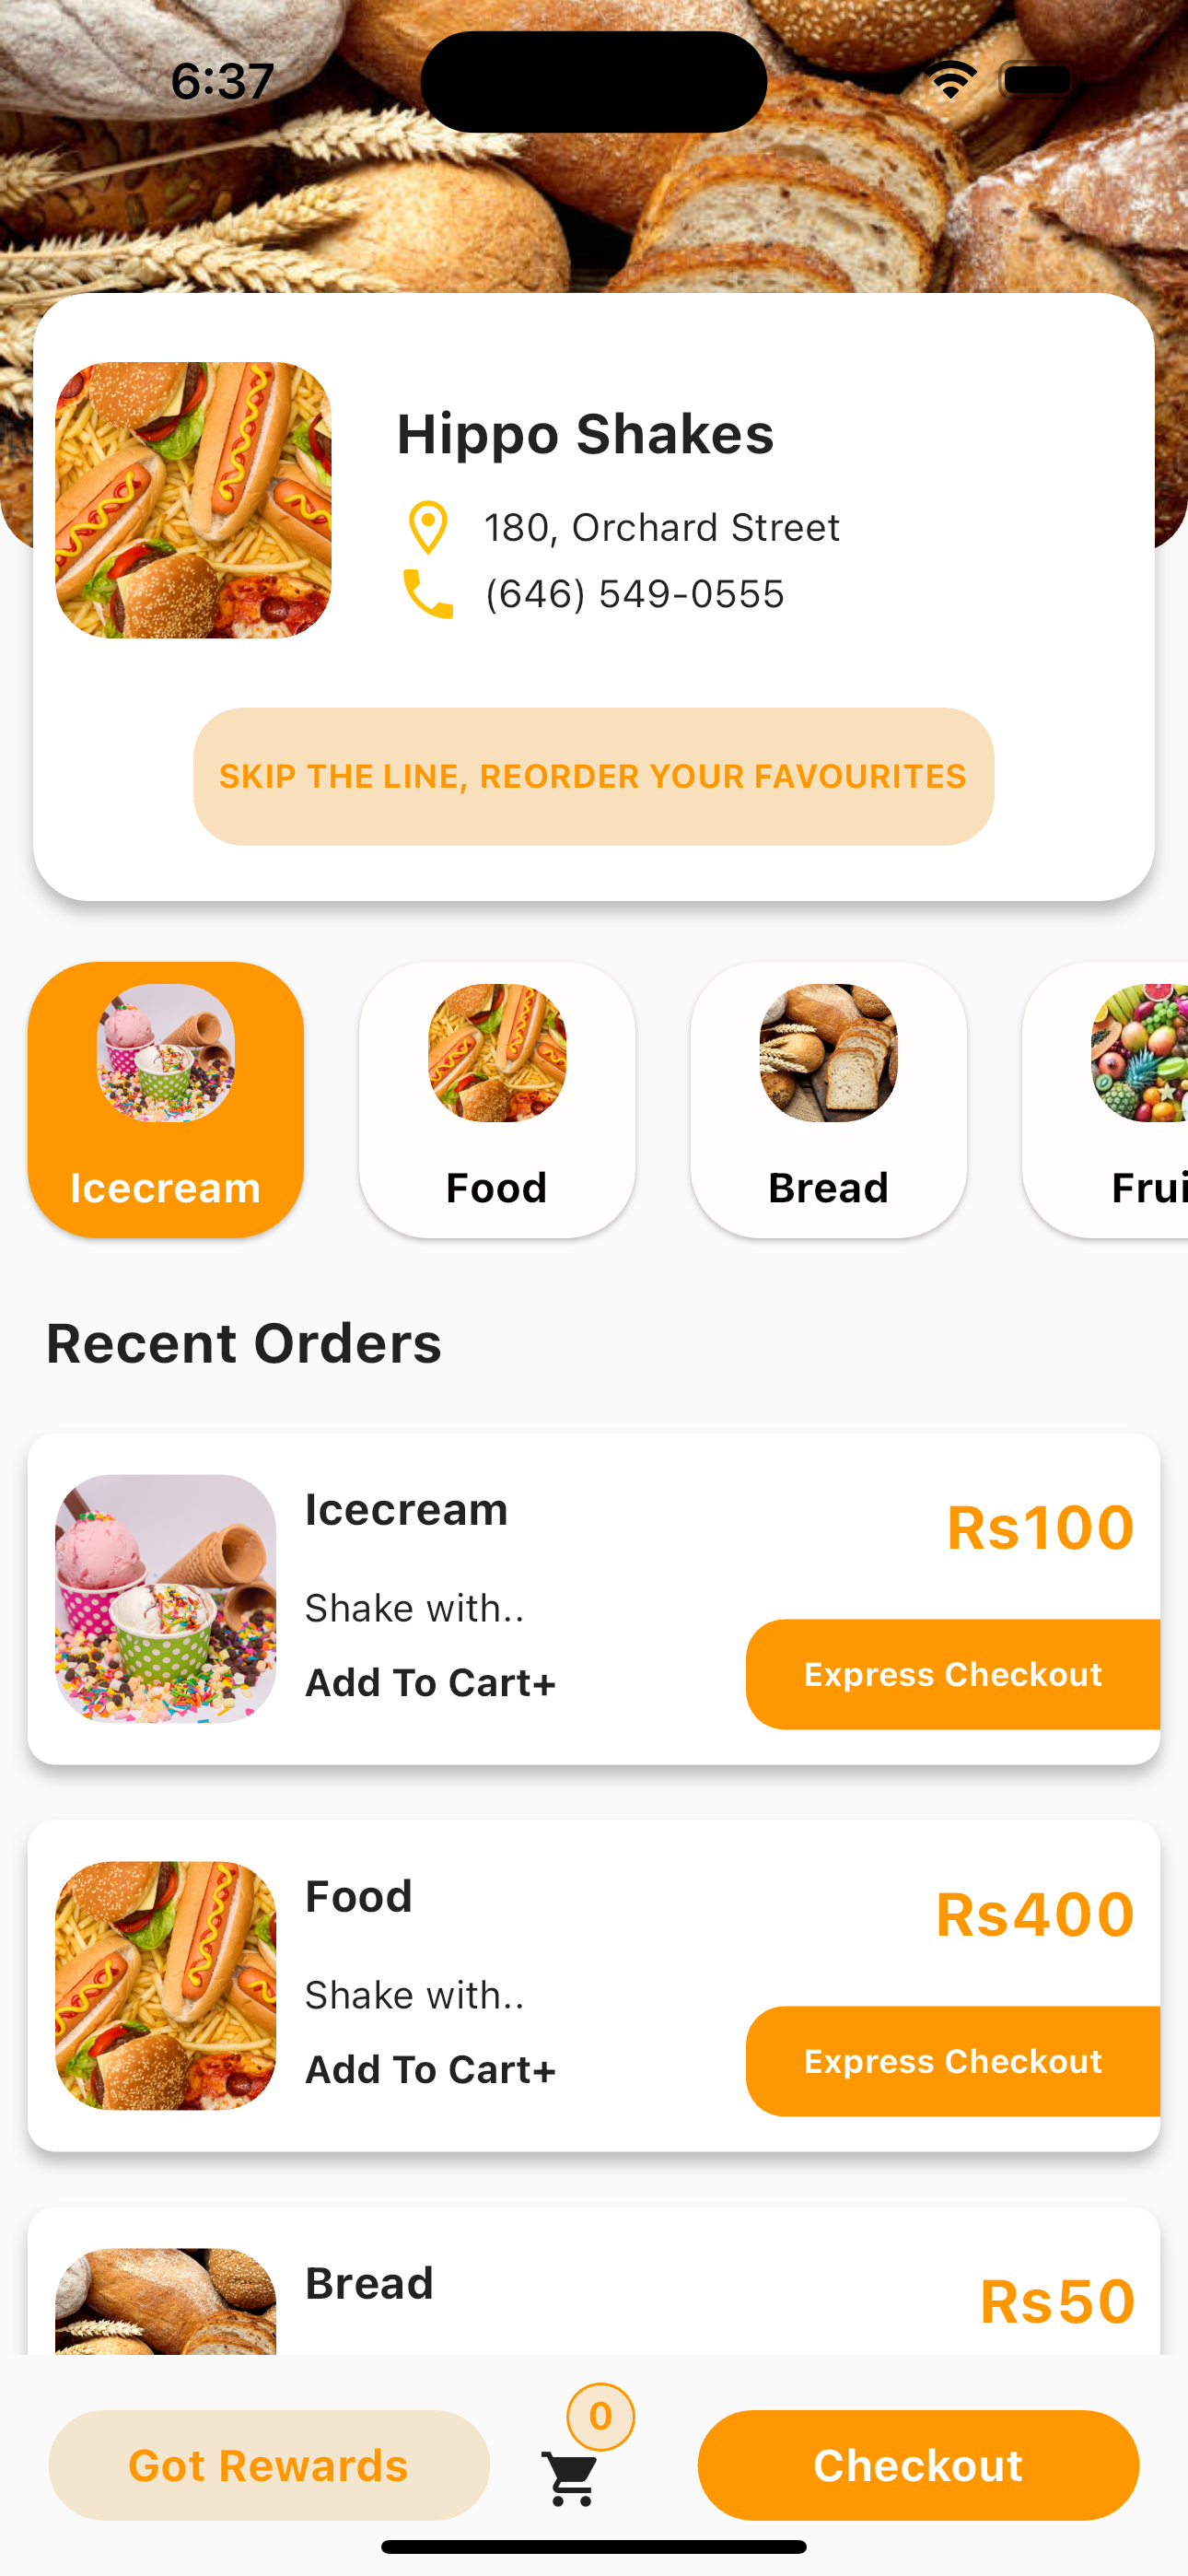 6:37
Hippo Shakes
180, Orchard Street
(646) 549-0555
SKIP THE LINE, REORDER YOUR FAVOURITES
Icecream
Food
Bread
Frui
Recent Orders
Icecream
Rs100
Shake with..
Add To Cart+
Express Checkout
Food
Rs400
Shake with..
Add To Cart+
Express Checkout
Bread
Rs50
0
Got Rewards
Checkout